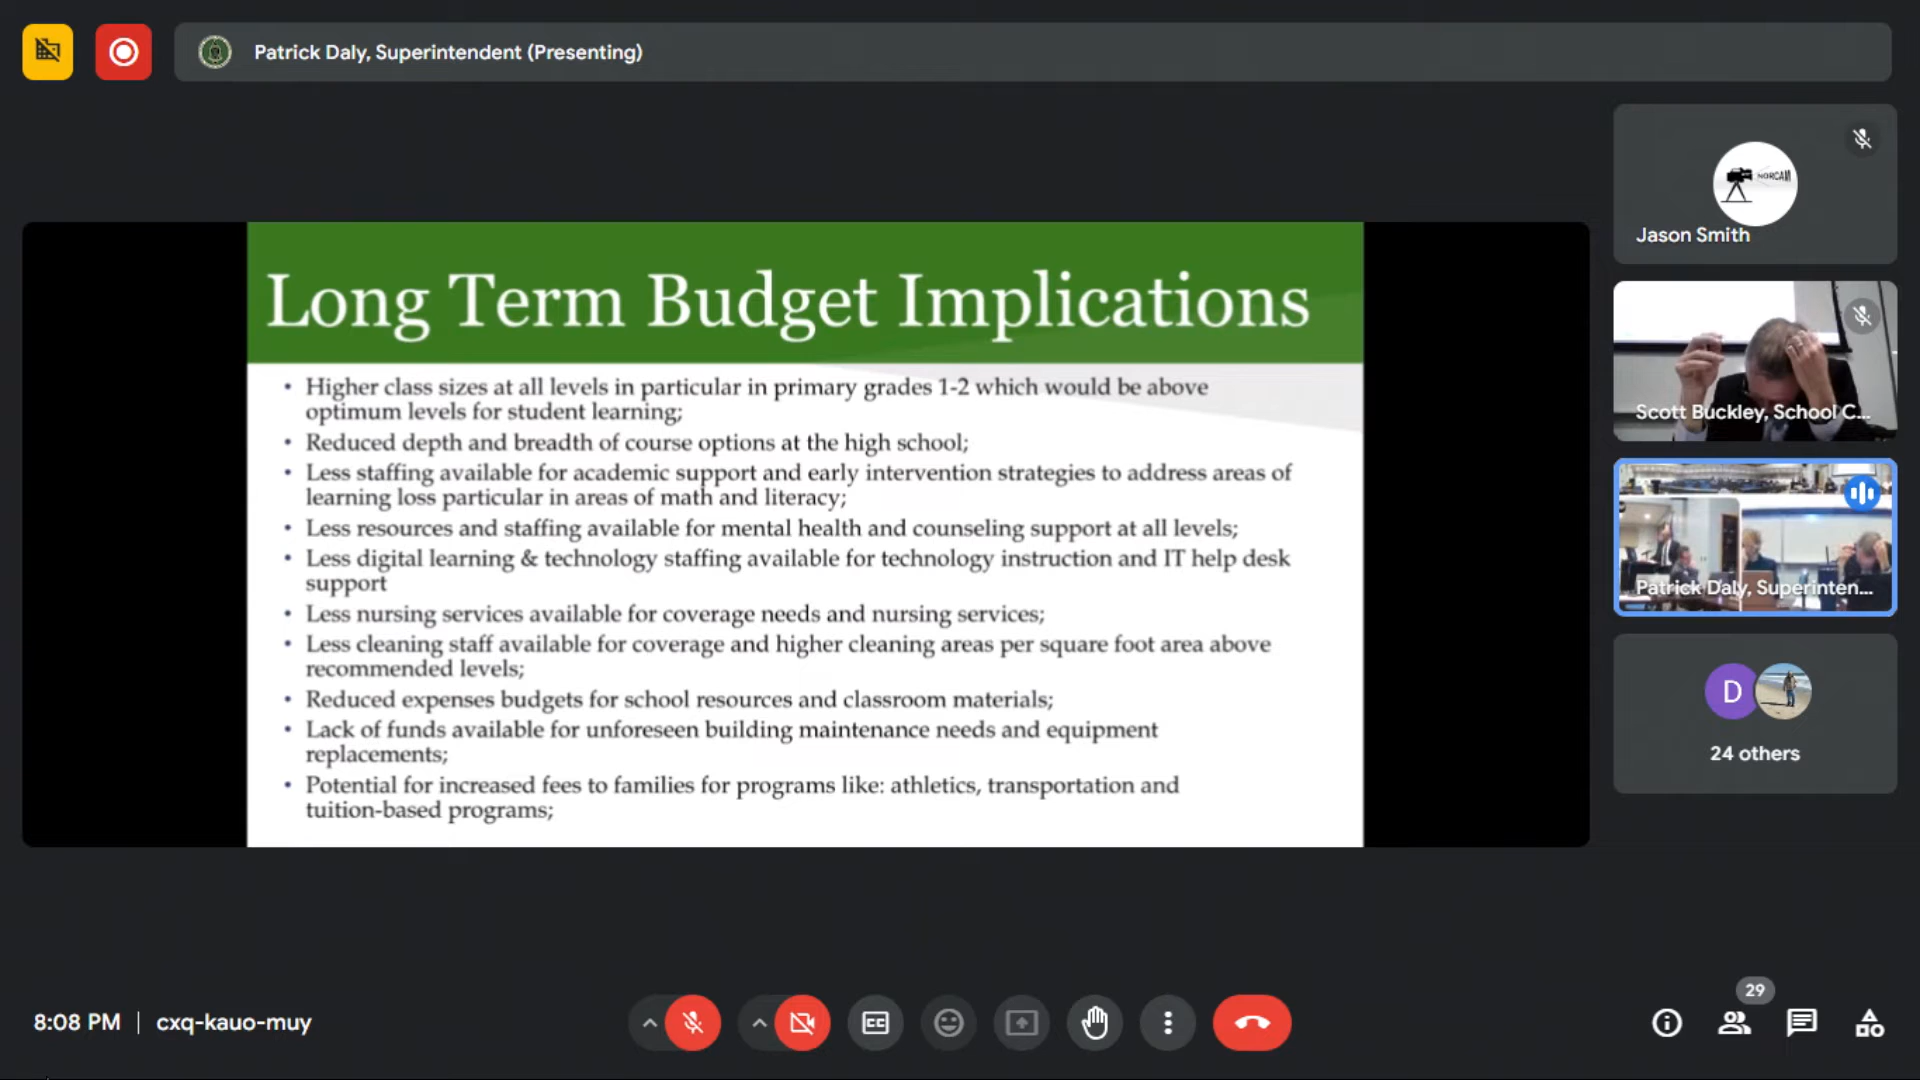 Patrick Daly, Superintendent (Presenting)
Long Term Budget Implications
• Higher class sizes at all levels in particular in primary grades 1-2 which would be above
optimum levels for student learning;
• Reduced depth and breadth of course options at the high school;
• Less staffing available for academic support and early intervention strategies to address areas of
learning loss particular in areas of math and literacy;
• Less resources and staffing available for mental health and counseling support at all levels;
• Less digital learning & technology staffing available for technology instruction and IT help desk
support
• Less nursing services available for coverage needs and nursing services;
• Less cleaning staff available for coverage and higher cleaning areas per square foot area above
recommended levels;
• Reduced expenses budgets for school resources and classroom materials;
• Lack of funds available for unforeseen building maintenance needs and equipment
replacements;
• Potential for increased fees to families for programs like: athletics, transportation and
tuition-based programs;
NORCAM
Jason Smith
Scott Buckley, School C...
Patrick Daly, Superinten...
D
24 others
8:08 PM | cxq-kauo-muy
CC
29